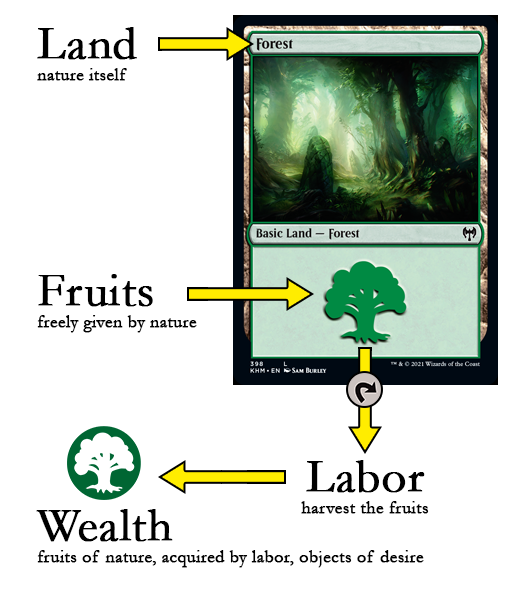 Land
nature itself
Forest
Basic Land — Forest
Fruits
freely given by nature
398 L
KHM • EN SAM BURLEY
™ & © 2021 Wizards of the Coast
Labor
harvest the fruits
Wealth
fruits of nature, acquired by labor, objects of desire